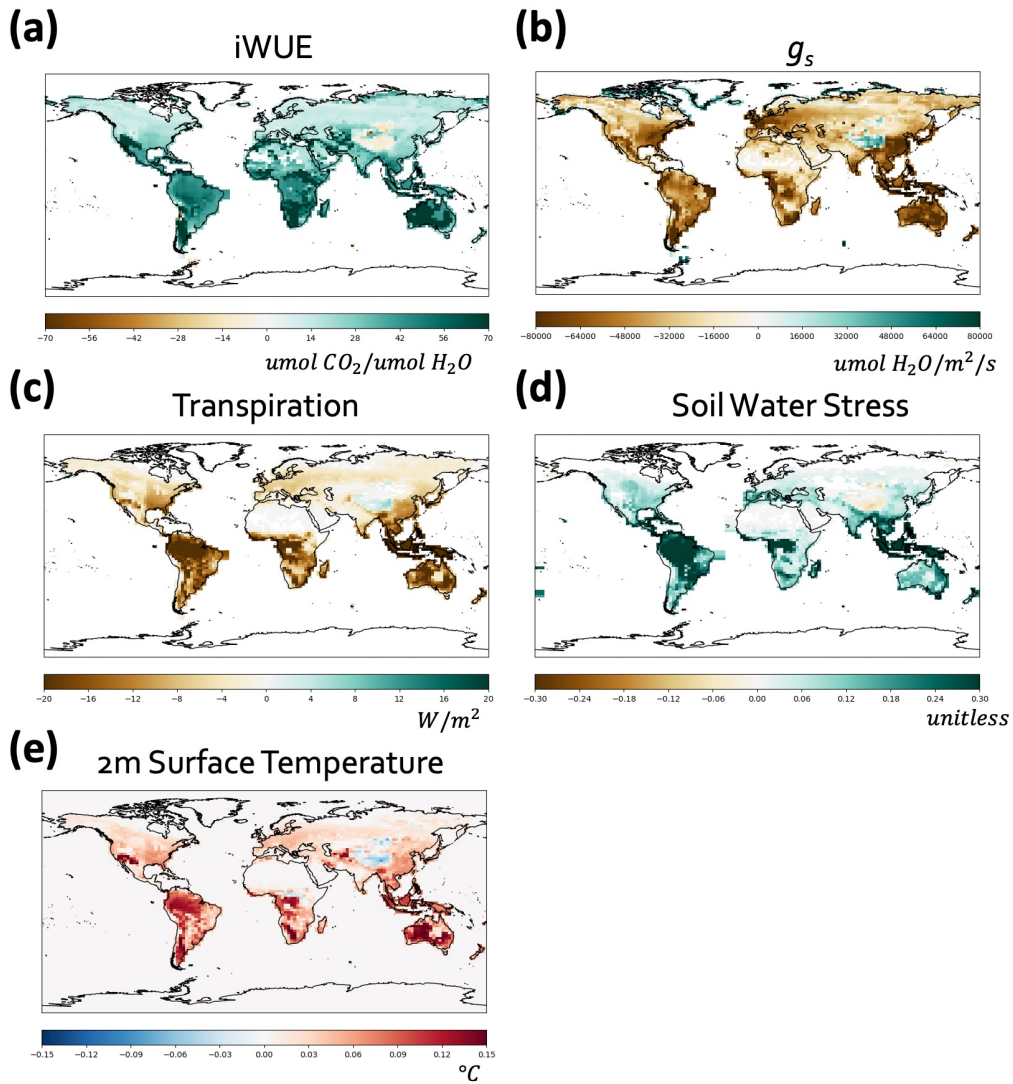 (a)
iWUE
−70 −56 −42 −28 −14 0 14 28 42 56 70
umol CO₂/umol H₂O
(b)
gₛ
−80000 −64000 −48000 −32000 −16000 0 16000 32000 48000 64000 80000
umol H₂O/m²/s
(c)
Transpiration
−20 −16 −12 −8 −4 0 4 8 12 16 20
W/m²
(d)
Soil Water Stress
−0.30 −0.24 −0.18 −0.12 −0.06 0.00 0.06 0.12 0.18 0.24 0.30
unitless
(e)
2m Surface Temperature
−0.15 −0.12 −0.09 −0.06 −0.03 0.00 0.03 0.06 0.09 0.12 0.15
°C